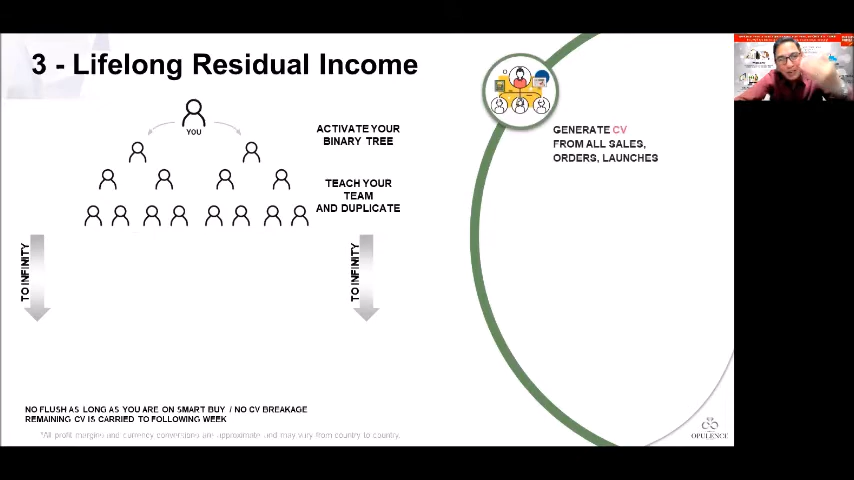 3 - Lifelong Residual Income
YOU
ACTIVATE YOUR
BINARY TREE
TEACH YOUR
TEAM
AND DUPLICATE
TO INFINITY
TO INFINITY
GENERATE CV
FROM ALL SALES,
ORDERS, LAUNCHES
NO FLUSH AS LONG AS YOU ARE ON SMART BUY / NO CV BREAKAGE
REMAINING CV IS CARRIED TO FOLLOWING WEEK
*All profit margins and currency conversions are approximate and may vary from country to country.
OPULENCE